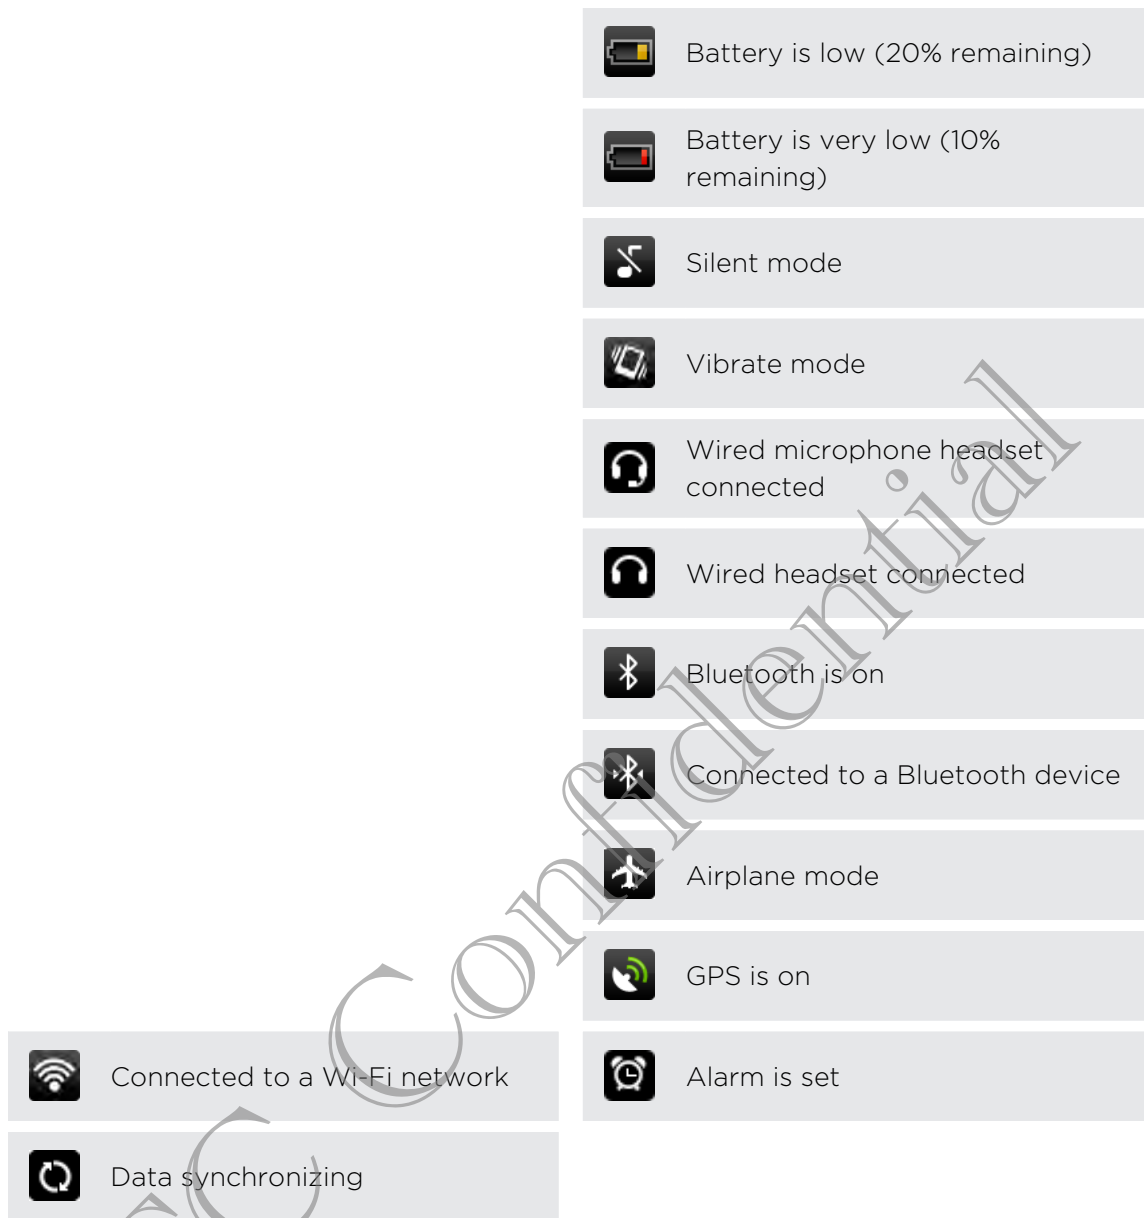 Battery is low (20% remaining)
Battery is very low (10%
remaining)
Silent mode
Vibrate mode
Wired microphone headset
connected
Wired headset connected
Bluetooth is on
Connected to a Bluetooth device
Airplane mode
GPS is on
Connected to a Wi-Fi network
Alarm is set
Data synchronizing
C Confidential